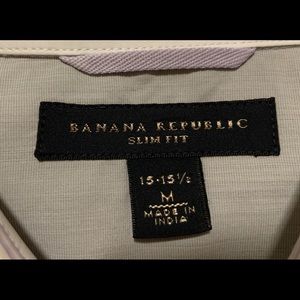 BANANA REPUBLIC
SLIM FIT
15-15½
M
MADE IN
INDIA